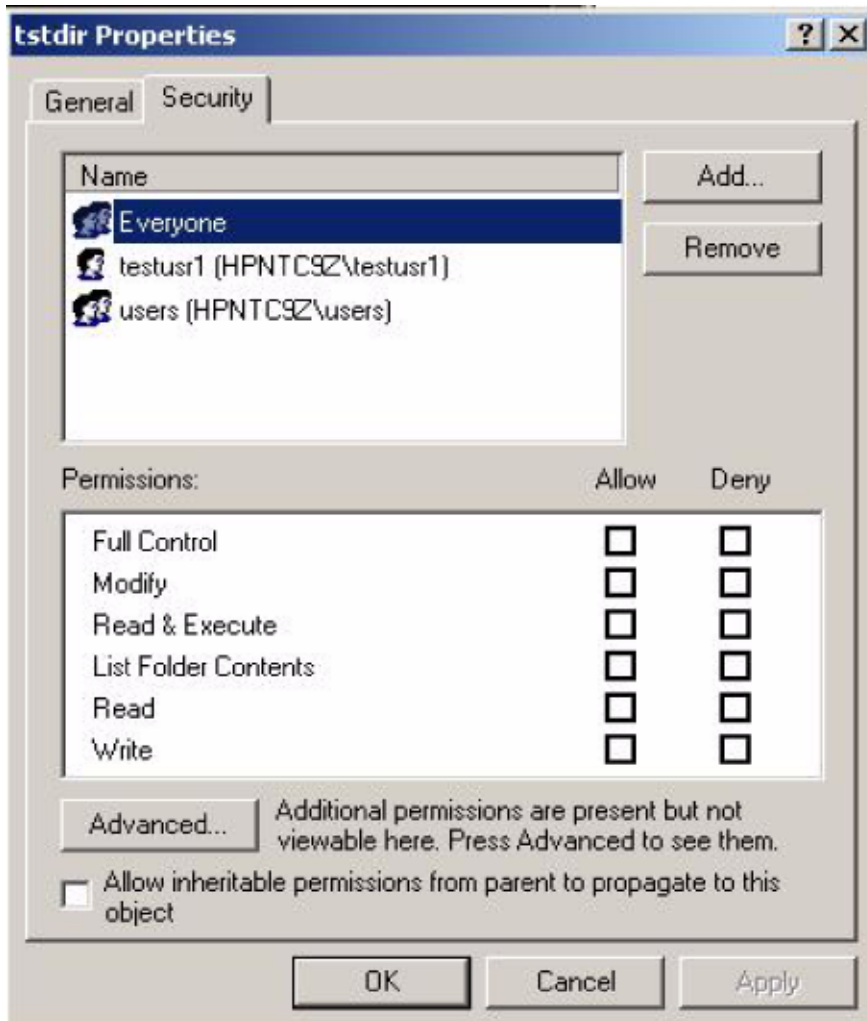 tstdir Properties
General Security
Name
Everyone
testusr1 (HPNTC9Z\testusr1)
users (HPNTC9Z\users)
Add...
Remove
Permissions: Allow Deny
Full Control
Modify
Read & Execute
List Folder Contents
Read
Write
Advanced...
Additional permissions are present but not
viewable here. Press Advanced to see them.
Allow inheritable permissions from parent to propagate to this
object
OK Cancel Apply